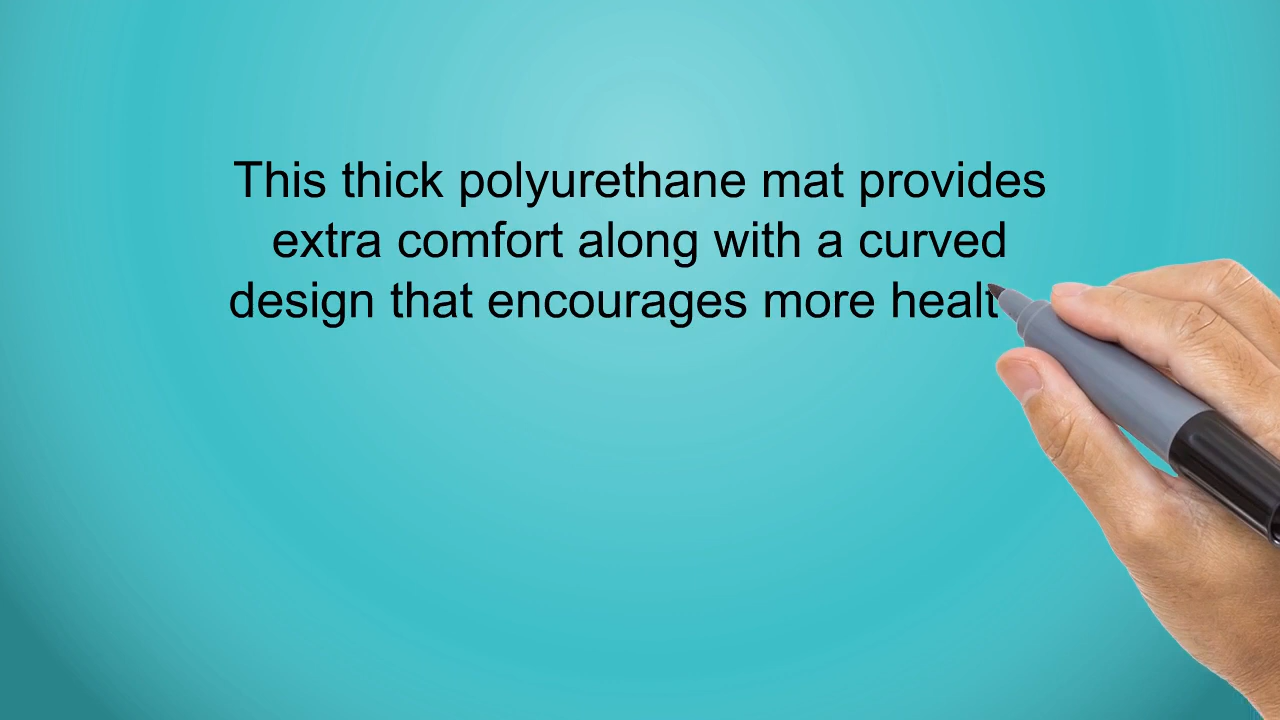 This thick polyurethane mat provides
extra comfort along with a curved
design that encourages more healt